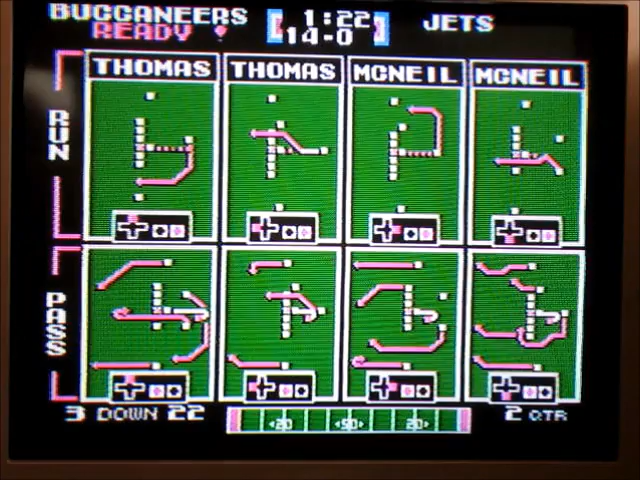 BUCCANEERS 1:22 JETS
READY 14-0
THOMAS THOMAS MCNEIL MCNEIL
RUN
PASS
3 DOWN 22 2 QTR
<20 <50> 20>